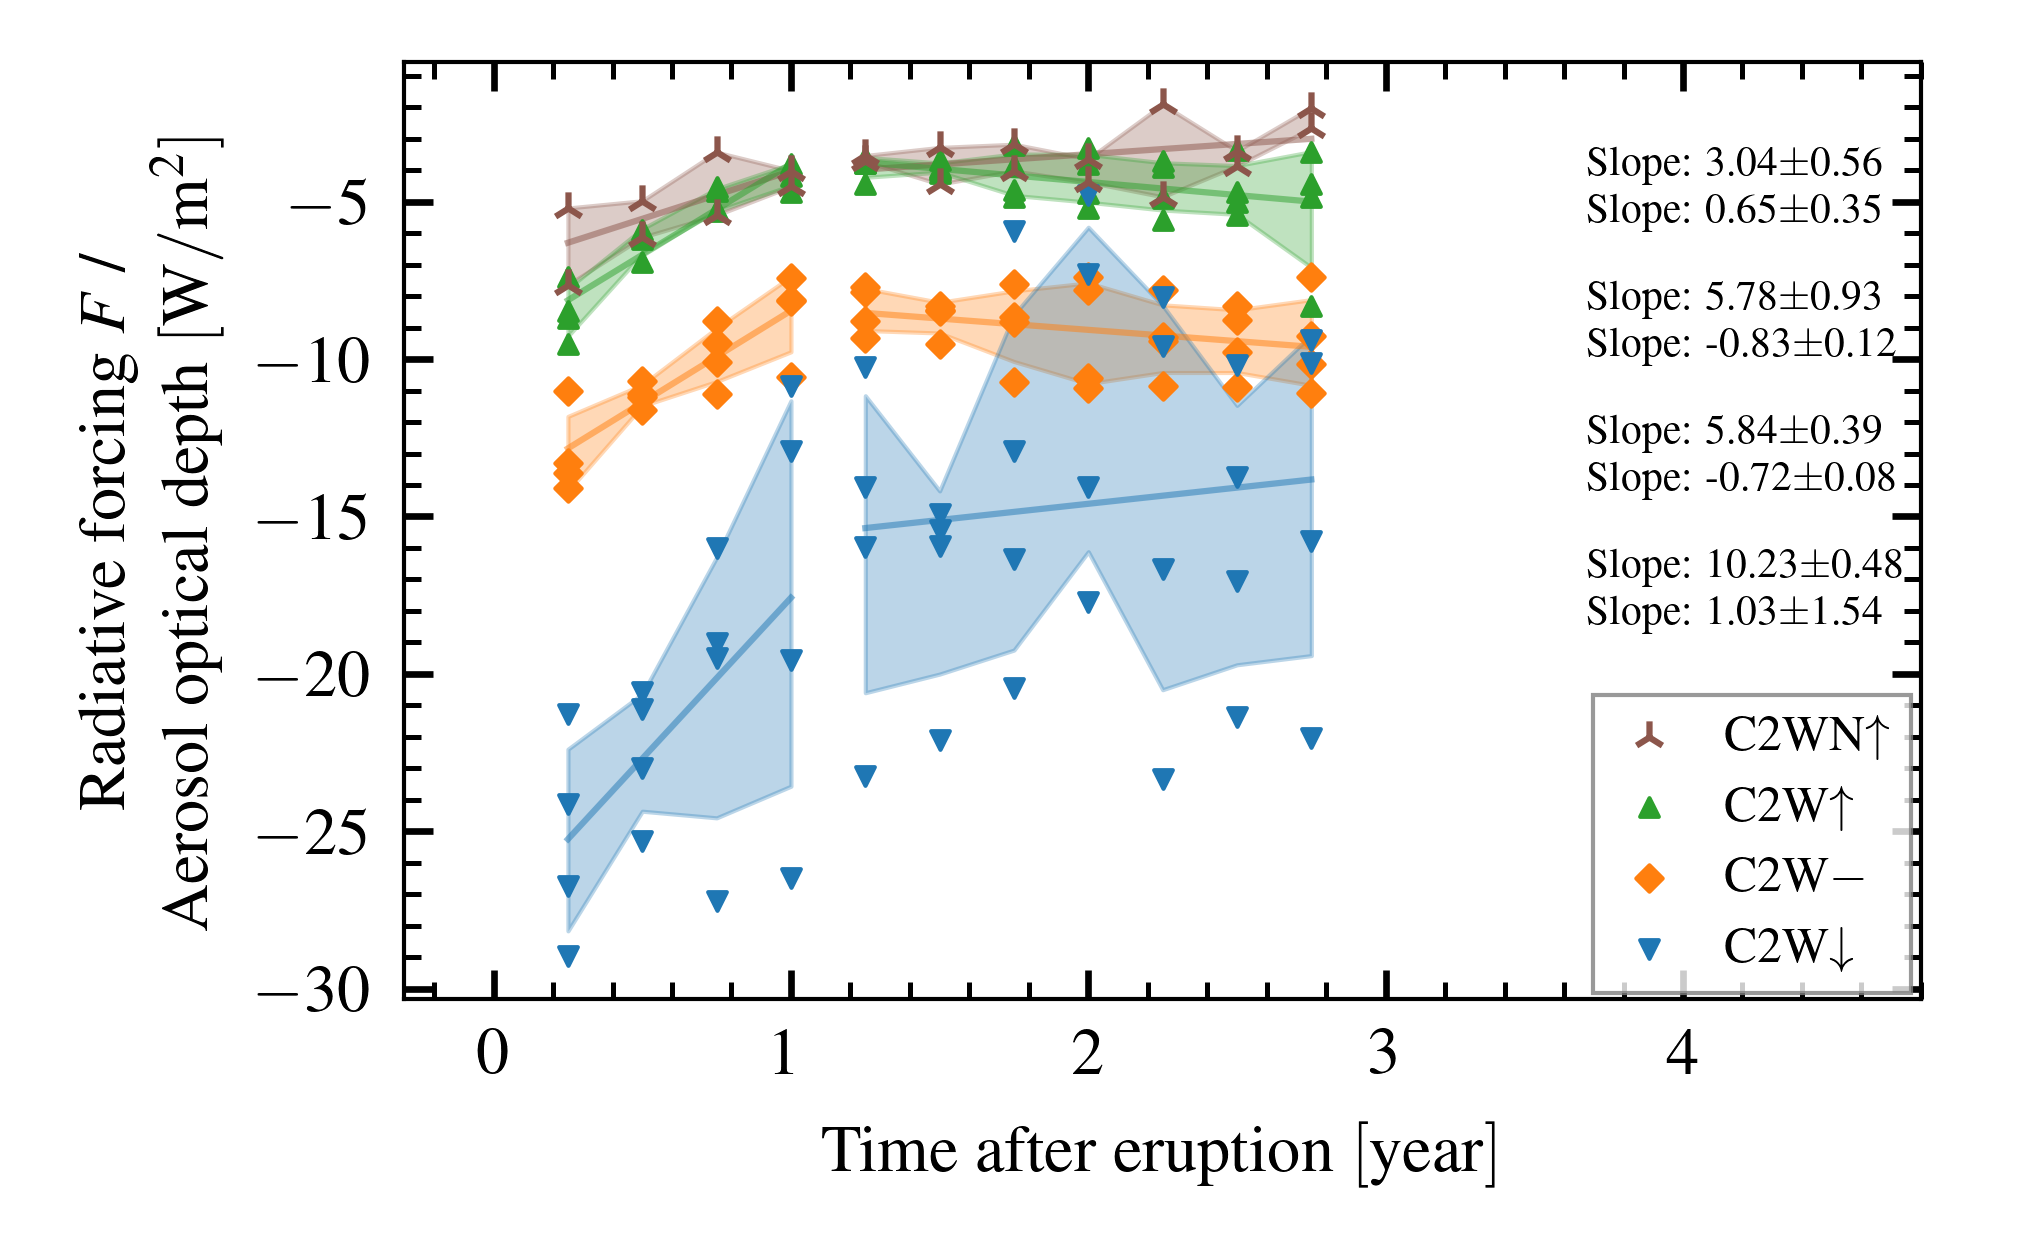 Radiative forcing F /
Aerosol optical depth [W/m²]
−5
−10
−15
−20
−25
−30
Slope: 3.04±0.56
Slope: 0.65±0.35
Slope: 5.78±0.93
Slope: -0.83±0.12
Slope: 5.84±0.39
Slope: -0.72±0.08
Slope: 10.23±0.48
Slope: 1.03±1.54
C2WN↑
C2W↑
C2W−
C2W↓
0 1 2 3 4
Time after eruption [year]